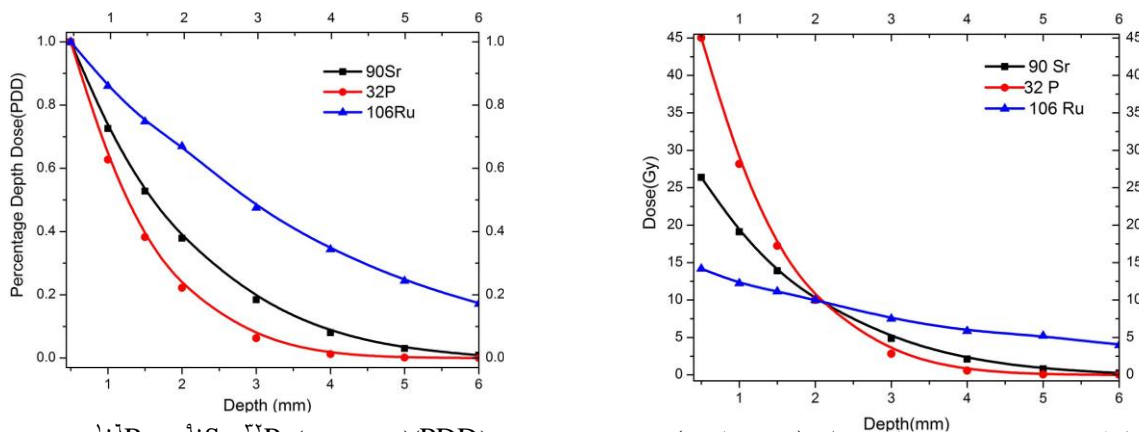 1 2 3 4 5 6
1.0 1.0
0.8 0.8
0.6 0.6
0.4 0.4
0.2 0.2
0.0 0.0
1 2 3 4 5 6
Percentage Depth Dose(PDD)
Depth (mm)
90Sr
32P
106Ru
1 2 3 4 5 6
45 45
40 40
35 35
30 30
25 25
20 20
15 15
10 10
5 5
0 0
1 2 3 4 5 6
Dose(Gy)
Depth(mm)
90 Sr
32 P
106 Ru
(PDD)